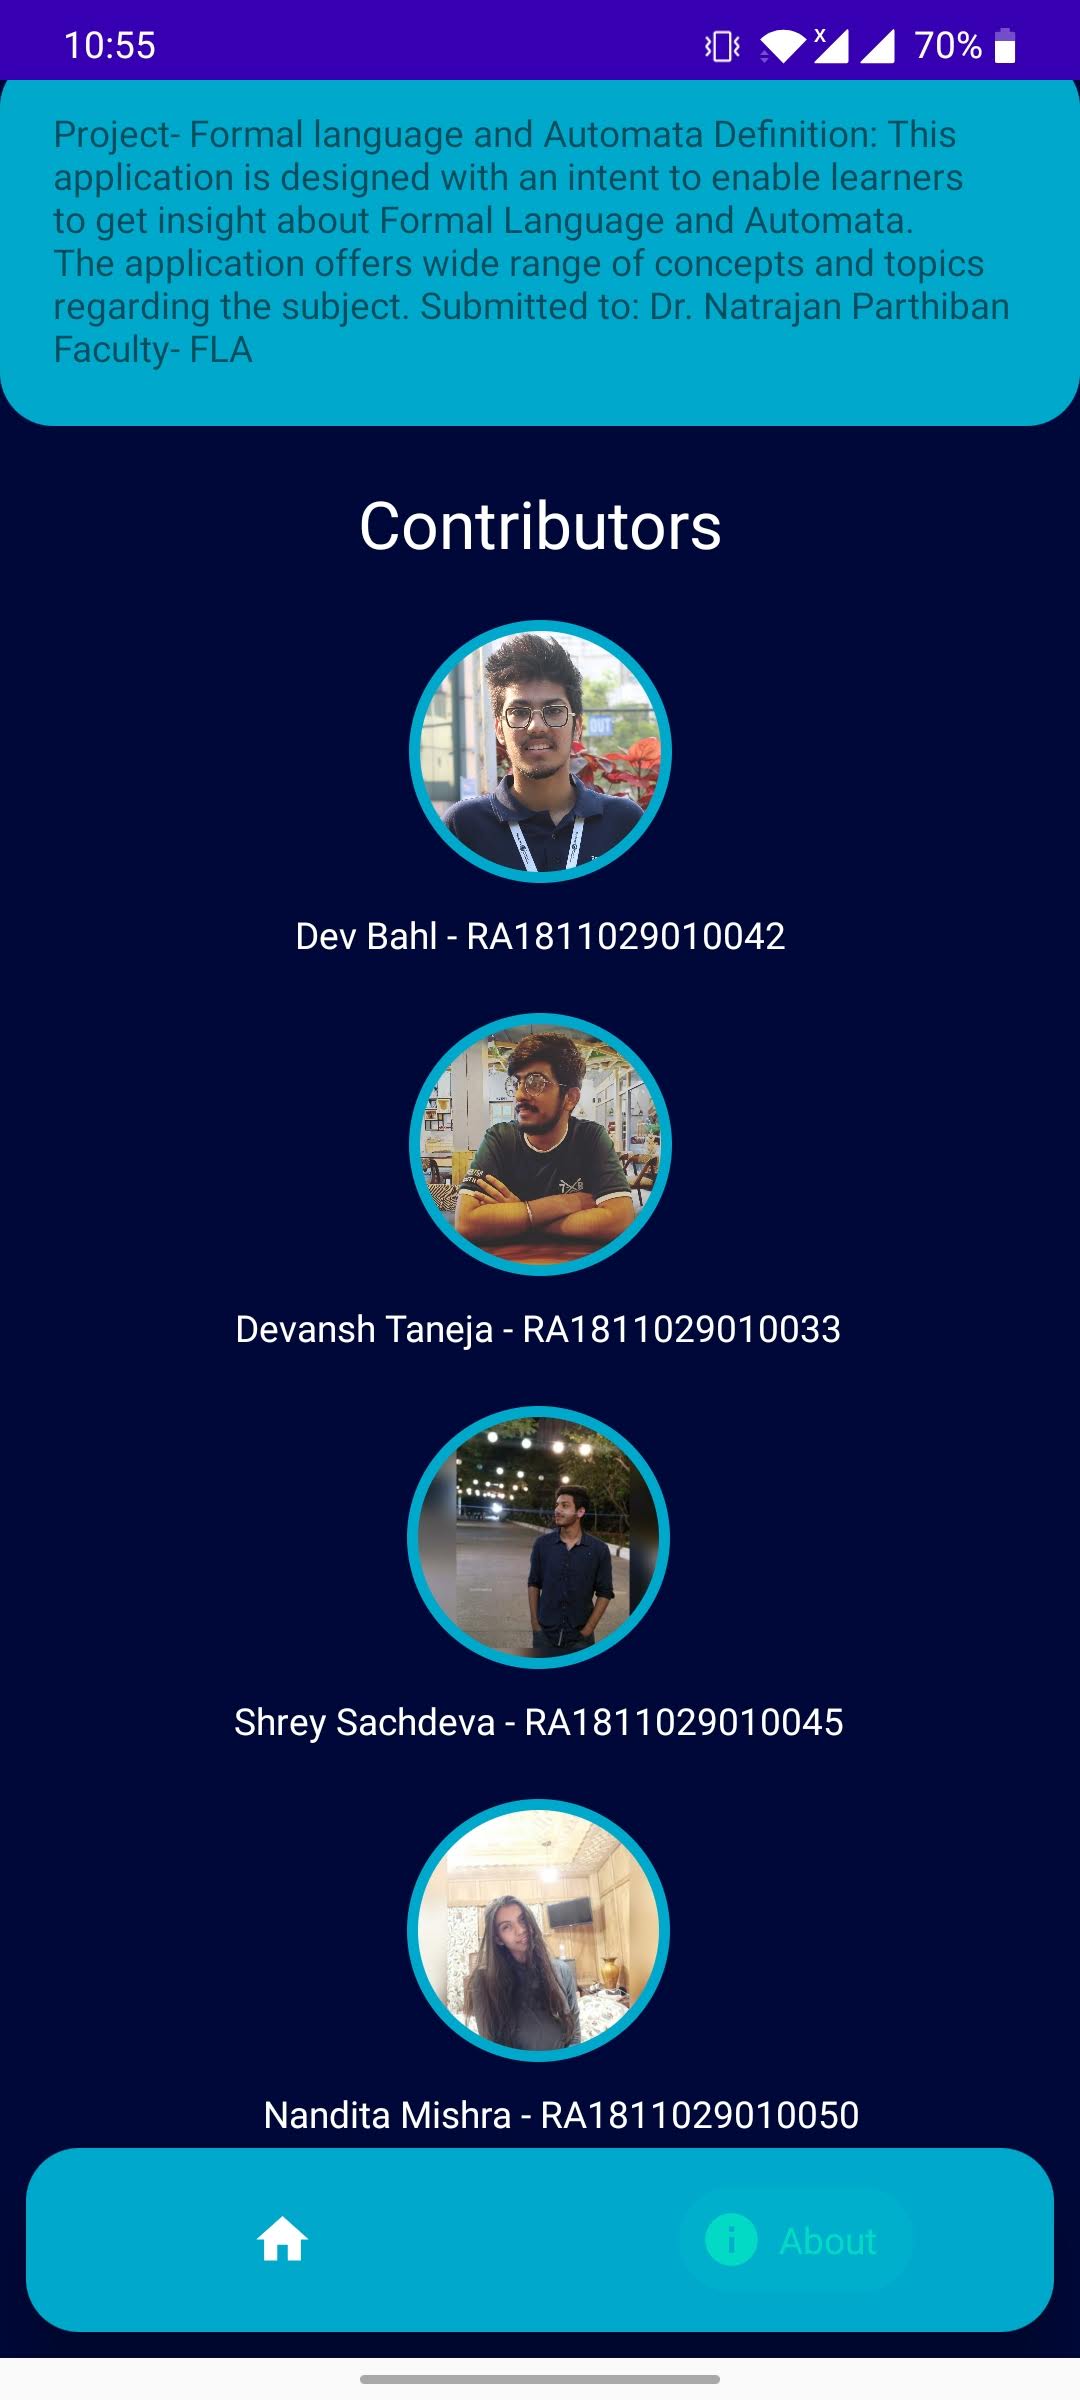 10:55
70%
Project- Formal language and Automata Definition: This
application is designed with an intent to enable learners
to get insight about Formal Language and Automata.
The application offers wide range of concepts and topics
regarding the subject. Submitted to: Dr. Natrajan Parthiban
Faculty- FLA
Contributors
Dev Bahl - RA1811029010042
Devansh Taneja - RA1811029010033
Shrey Sachdeva - RA1811029010045
Nandita Mishra - RA1811029010050
About